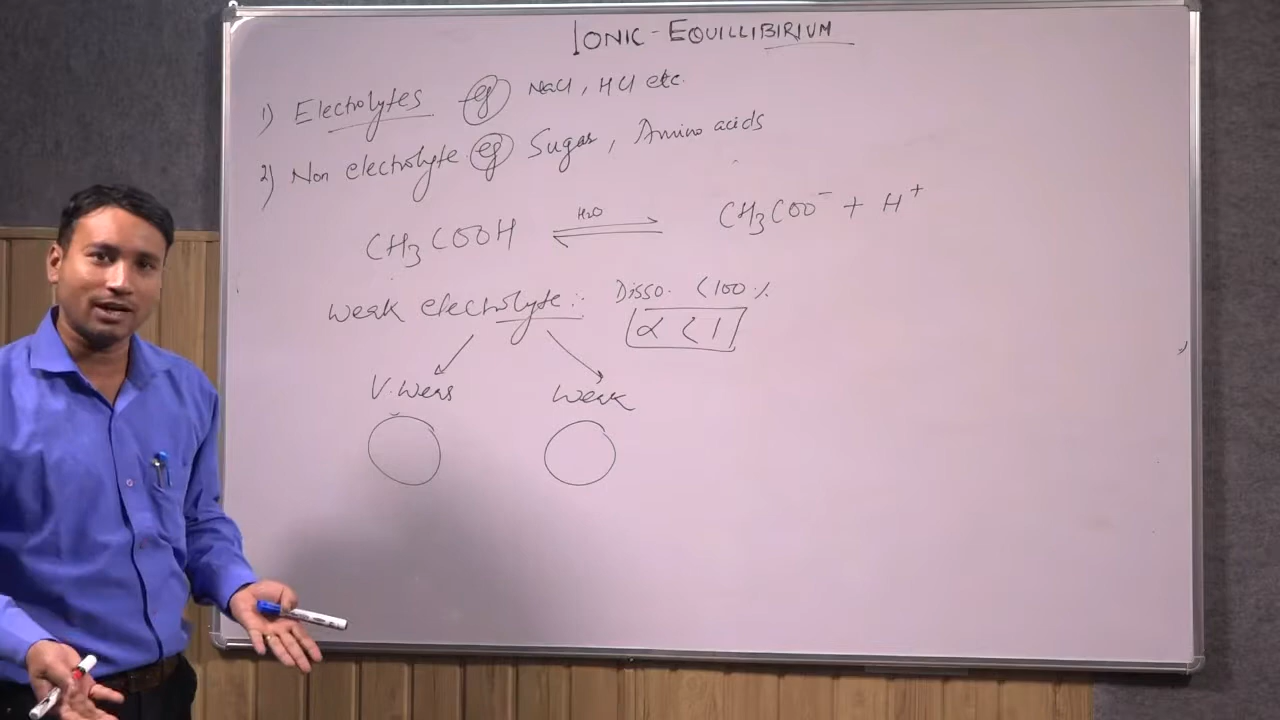 IONIC-EQUILLIBIRIUM
1) Electrolytes eg NaCl, HCl etc.
2) Non electrolyte eg Sugar, Amino acids
CH3COOH ⇌ H2O CH3COO⁻ + H⁺
Weak electrolyte:: Disso. <100%
α < 1
V. Weak Weak